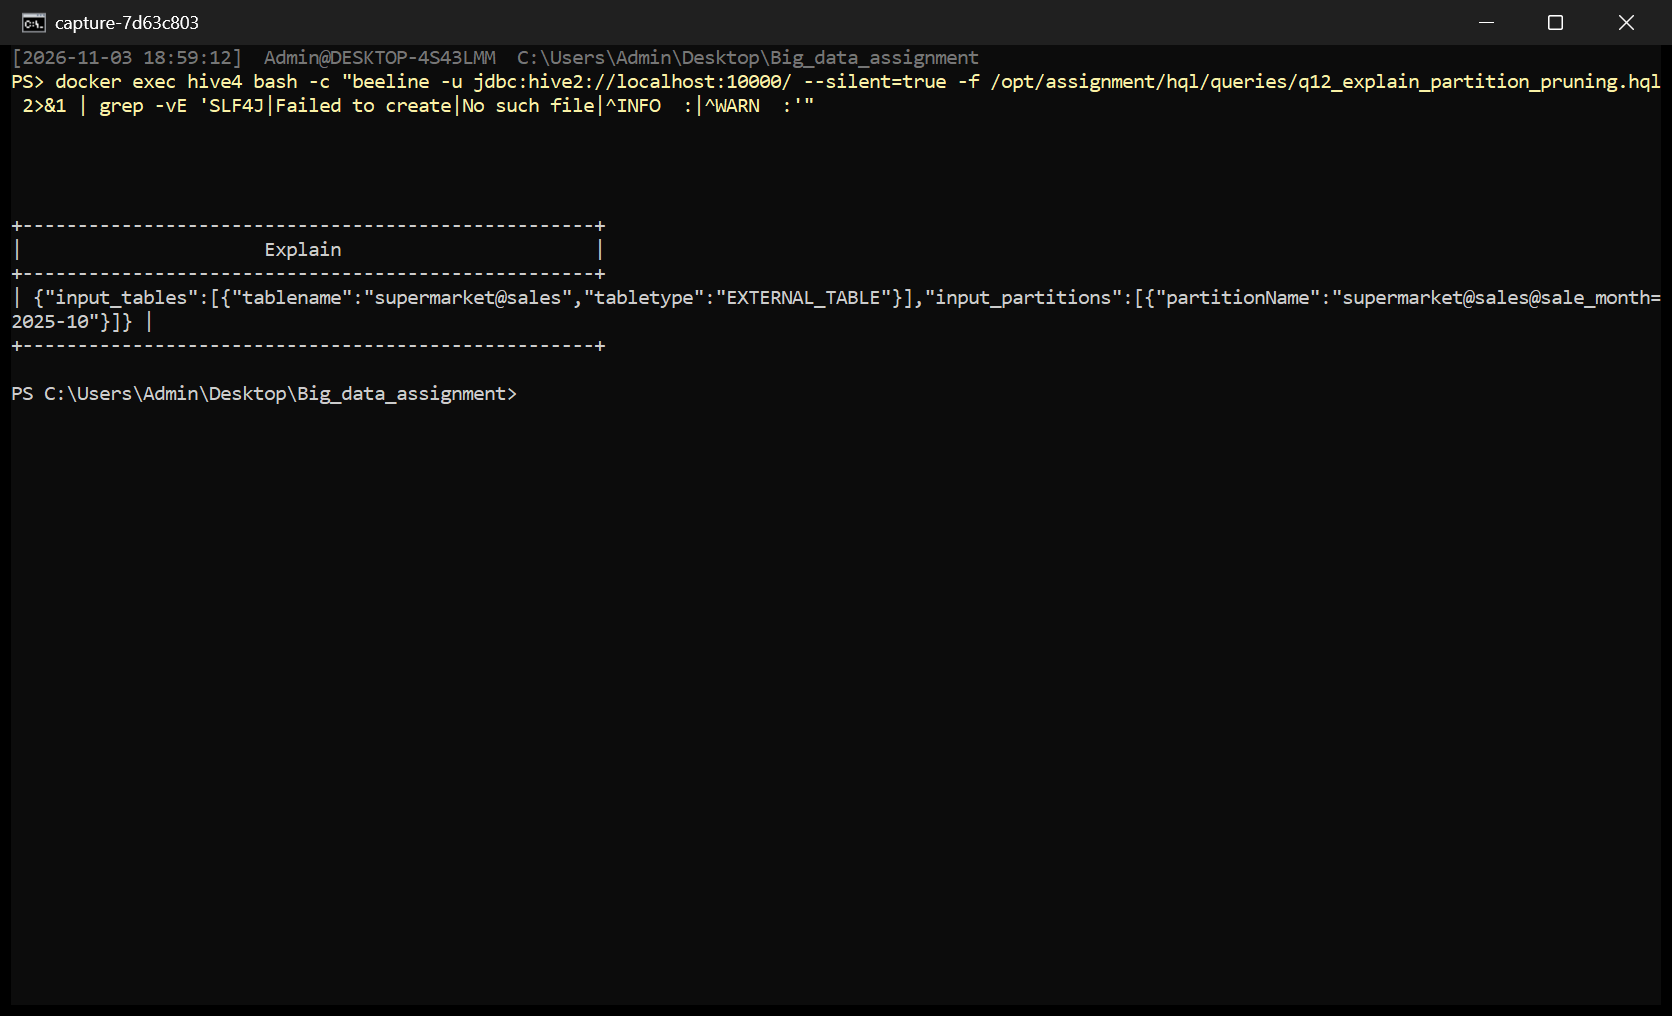 capture-7d63c803
[2026-11-03 18:59:12]  Admin@DESKTOP-4S43LMM  C:\Users\Admin\Desktop\Big_data_assignment
PS> docker exec hive4 bash -c "beeline -u jdbc:hive2://localhost:10000/ --silent=true -f /opt/assignment/hql/queries/q12_explain_partition_pruning.hql
 2>&1 | grep -vE 'SLF4J|Failed to create|No such file|^INFO  :|^WARN  :'"
+----------------------------------------------------+
|                      Explain                       |
+----------------------------------------------------+
| {"input_tables":[{"tablename":"supermarket@sales","tabletype":"EXTERNAL_TABLE"}],"input_partitions":[{"partitionName":"supermarket@sales@sale_month=
2025-10"}]} |
+----------------------------------------------------+
PS C:\Users\Admin\Desktop\Big_data_assignment>